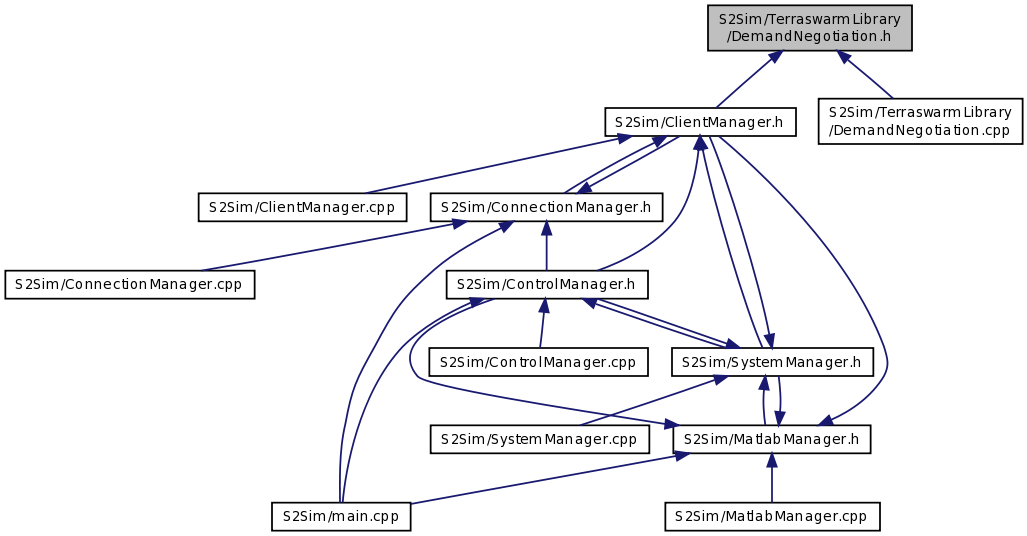 S2Sim/TerraswarmLibrary
/DemandNegotiation.h
S2Sim/ClientManager.h
S2Sim/TerraswarmLibrary
/DemandNegotiation.cpp
S2Sim/ClientManager.cpp
S2Sim/ConnectionManager.h
S2Sim/ConnectionManager.cpp
S2Sim/ControlManager.h
S2Sim/ControlManager.cpp
S2Sim/SystemManager.h
S2Sim/SystemManager.cpp
S2Sim/MatlabManager.h
S2Sim/main.cpp
S2Sim/MatlabManager.cpp